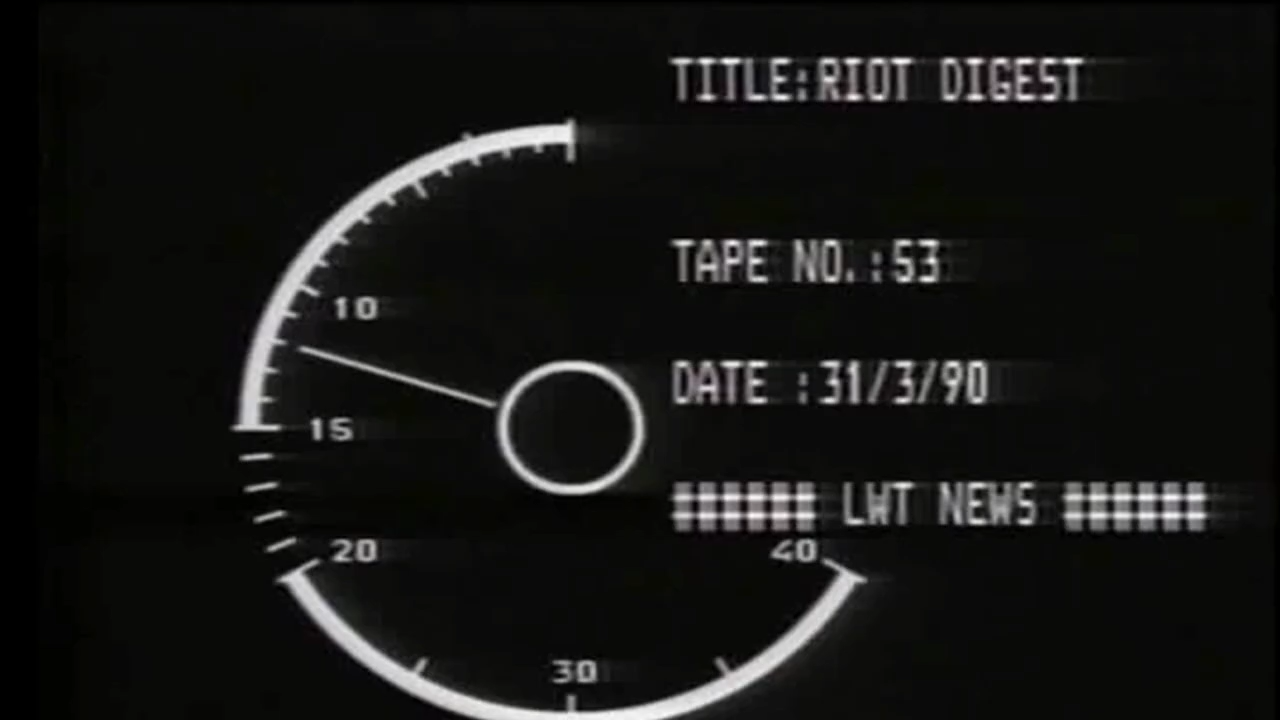 TITLE:RIOT DIGEST
TAPE NO.:53
10
DATE :31/3/90
15
LWT NEWS
20
40
30